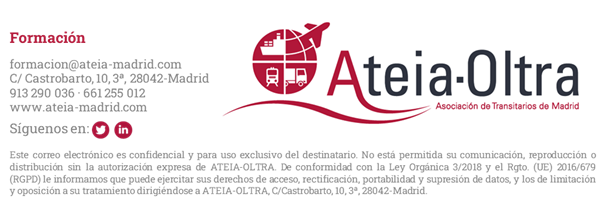 Formación
formacion@ateia-madrid.com
C/ Castrobarto, 10, 3ª, 28042-Madrid
913 290 036 · 661 255 012
www.ateia-madrid.com
Síguenos en:
Ateia-Oltra
Asociación de Transitarios de Madrid
Este correo electrónico es confidencial y para uso exclusivo del destinatario. No está permitida su comunicación, reproducción o
distribución sin la autorización expresa de ATEIA-OLTRA. De conformidad con la Ley Orgánica 3/2018 y el Rgto. (UE) 2016/679
(RGPD) le informamos que puede ejercitar sus derechos de acceso, rectificación, portabilidad y supresión de datos, y los de limitación
y oposición a su tratamiento dirigiéndose a ATEIA-OLTRA, C/Castrobarto, 10, 3ª, 28042-Madrid.